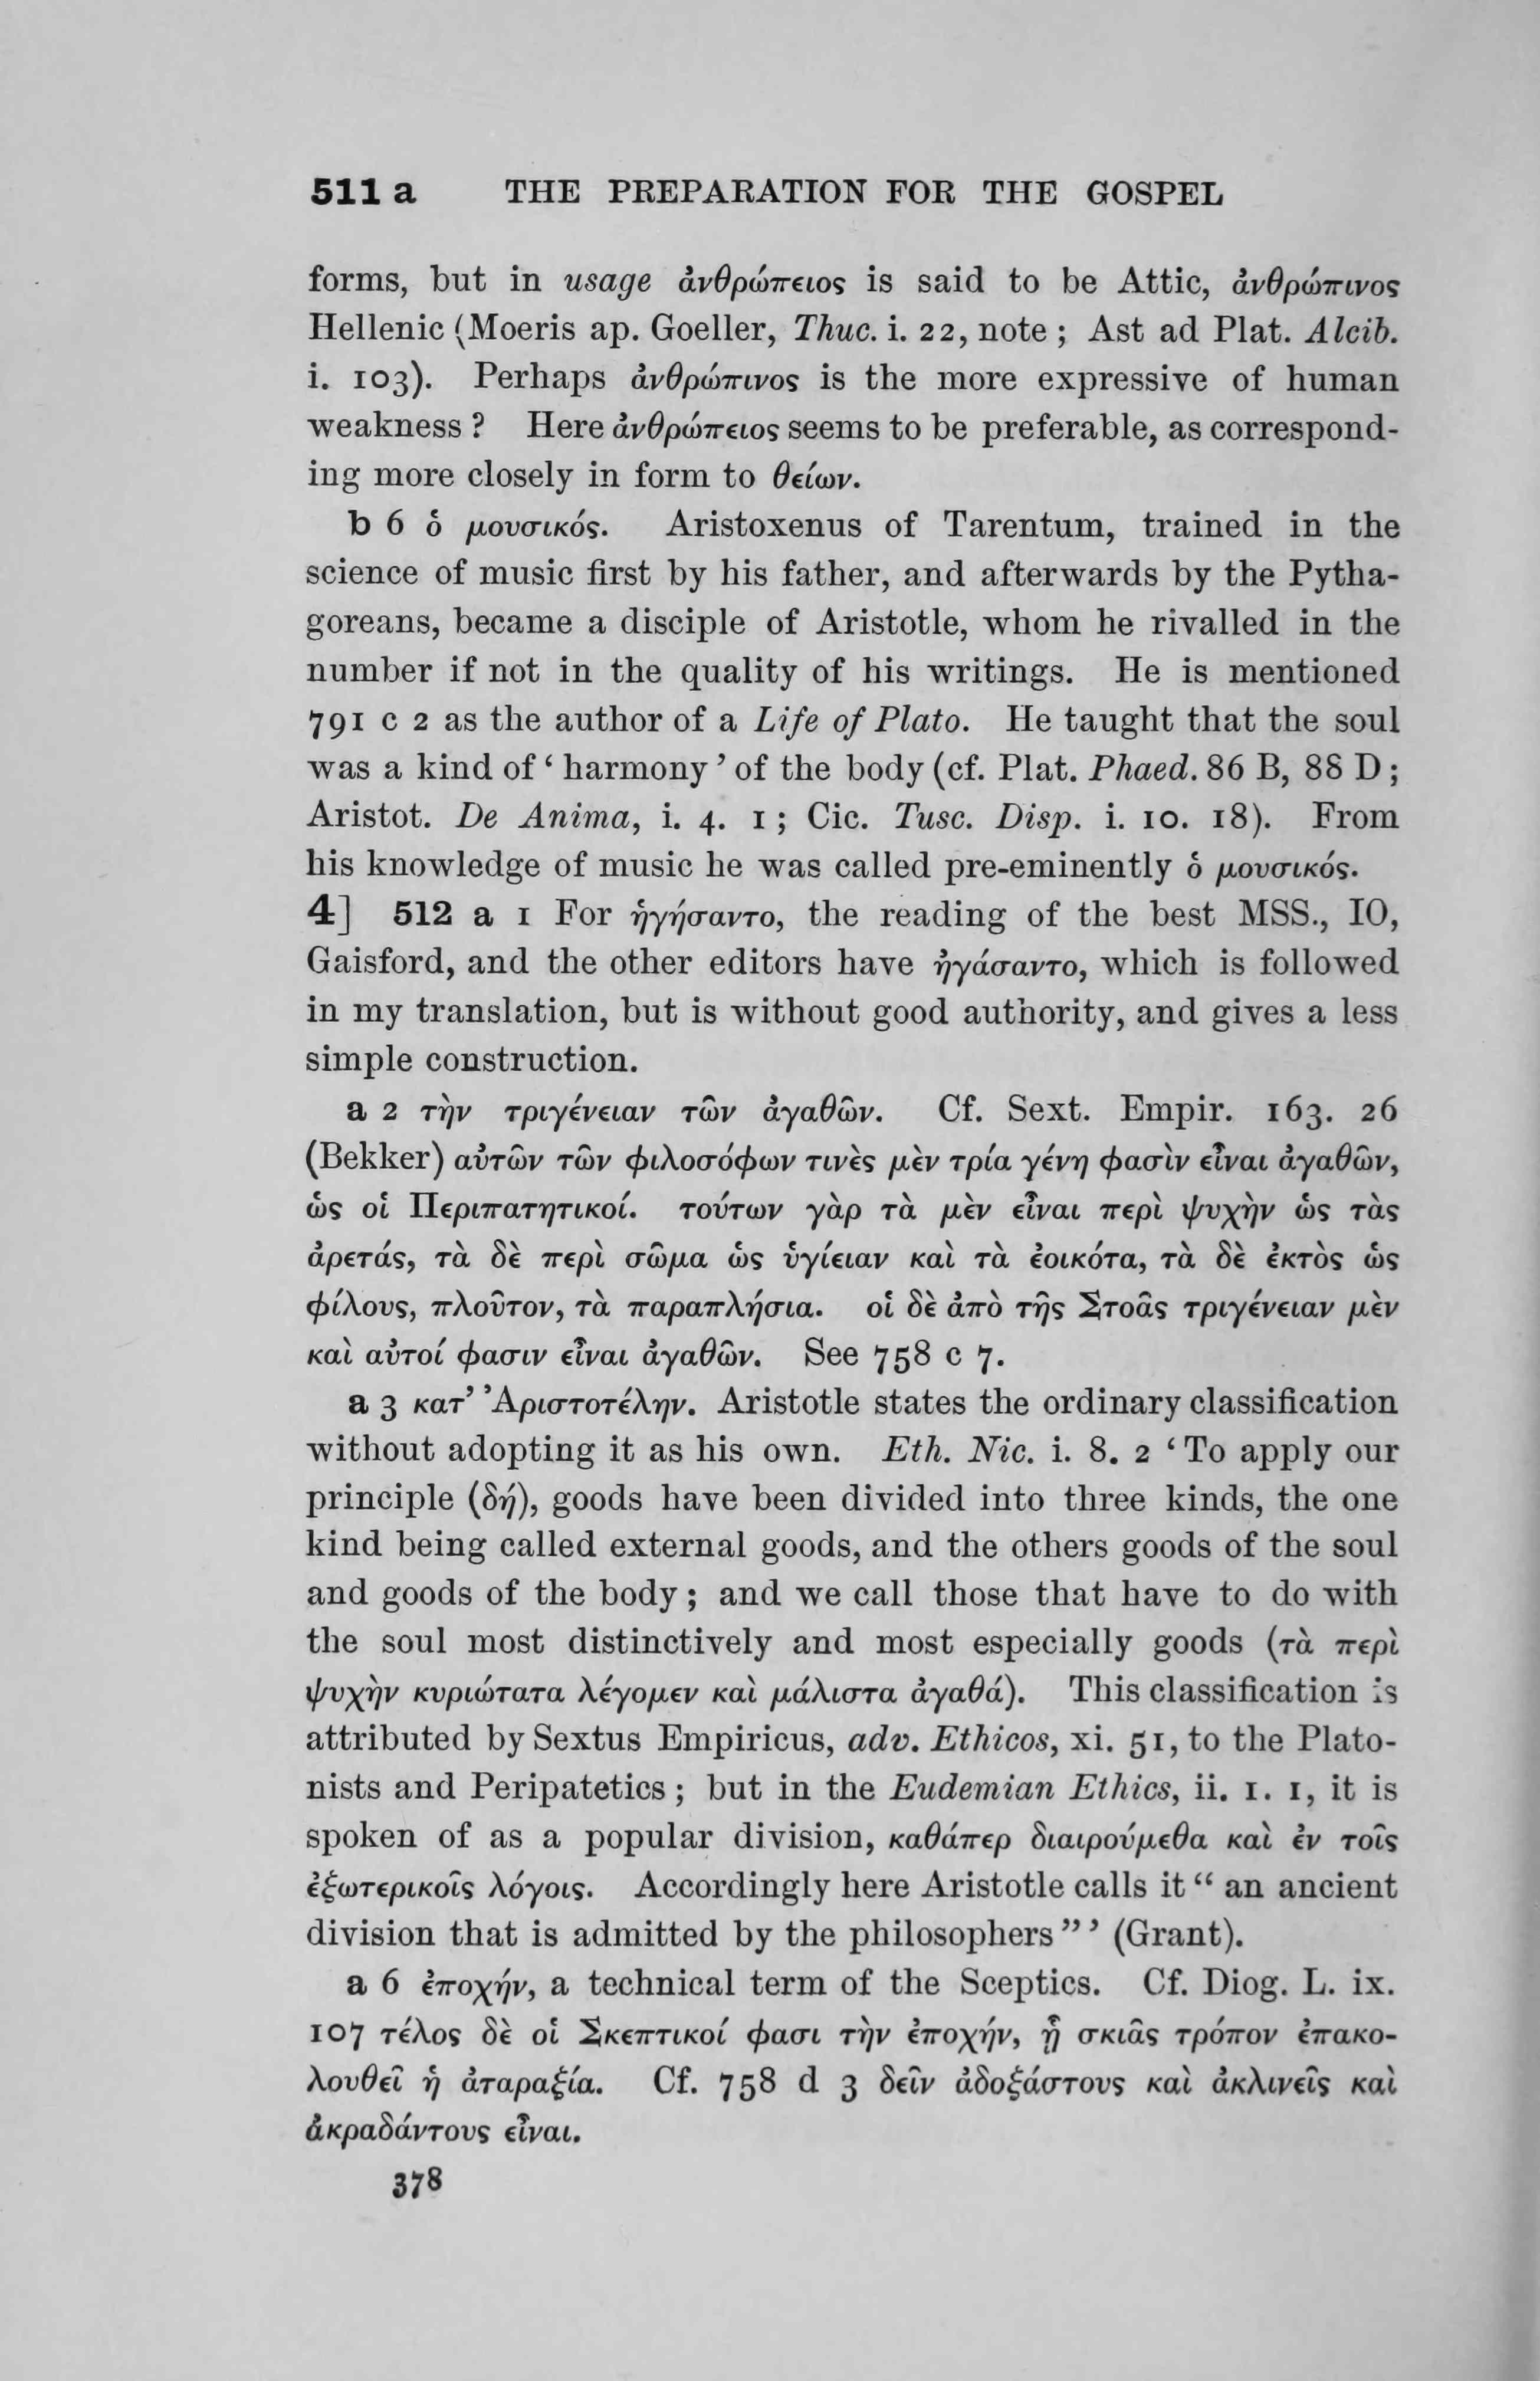 511 a THE PREPARATION FOR THE GOSPEL
forms, but in usage ἀνθρώπειος is said to be Attic, ἀνθρώπινος
Hellenic (Moeris ap. Goeller, Thuc. i. 22, note ; Ast ad Plat. Alcib.
i. 103). Perhaps ἀνθρώπινος is the more expressive of human
weakness ? Here ἀνθρώπειος seems to be preferable, as correspond-
ing more closely in form to θείων.
b 6 ὁ μουσικός. Aristoxenus of Tarentum, trained in the
science of music first by his father, and afterwards by the Pytha-
goreans, became a disciple of Aristotle, whom he rivalled in the
number if not in the quality of his writings. He is mentioned
791 c 2 as the author of a Life of Plato. He taught that the soul
was a kind of ‘ harmony ’ of the body (cf. Plat. Phaed. 86 B, 88 D ;
Aristot. De Anima, i. 4. 1 ; Cic. Tusc. Disp. i. 10. 18). From
his knowledge of music he was called pre-eminently ὁ μουσικός.
4] 512 a 1 For ἡγήσαντο, the reading of the best MSS., IO,
Gaisford, and the other editors have ἠγάσαντο, which is followed
in my translation, but is without good authority, and gives a less
simple construction.
a 2 τὴν τριγένειαν τῶν ἀγαθῶν. Cf. Sext. Empir. 163. 26
(Bekker) αὐτῶν τῶν φιλοσόφων τινὲς μὲν τρία γένη φασὶν εἶναι ἀγαθῶν,
ὡς οἱ Περιπατητικοί. τούτων γὰρ τὰ μὲν εἶναι περὶ ψυχὴν ὡς τὰς
ἀρετάς, τὰ δὲ περὶ σῶμα ὡς ὑγίειαν καὶ τὰ ἐοικότα, τὰ δὲ ἐκτὸς ὡς
φίλους, πλοῦτον, τὰ παραπλήσια. οἱ δὲ ἀπὸ τῆς Στοᾶς τριγένειαν μὲν
καὶ αὐτοί φασιν εἶναι ἀγαθῶν. See 758 c 7.
a 3 κατ’ Ἀριστοτέλην. Aristotle states the ordinary classification
without adopting it as his own. Eth. Nic. i. 8. 2 ‘ To apply our
principle (δή), goods have been divided into three kinds, the one
kind being called external goods, and the others goods of the soul
and goods of the body ; and we call those that have to do with
the soul most distinctively and most especially goods (τὰ περὶ
ψυχὴν κυριώτατα λέγομεν καὶ μάλιστα ἀγαθά). This classification is
attributed by Sextus Empiricus, adv. Ethicos, xi. 51, to the Plato-
nists and Peripatetics ; but in the Eudemian Ethics, ii. 1. 1, it is
spoken of as a popular division, καθάπερ διαιρούμεθα καὶ ἐν τοῖς
ἐξωτερικοῖς λόγοις. Accordingly here Aristotle calls it “ an ancient
division that is admitted by the philosophers ” ’ (Grant).
a 6 ἐποχήν, a technical term of the Sceptics. Cf. Diog. L. ix.
107 τέλος δὲ οἱ Σκεπτικοί φασι τὴν ἐποχήν, ᾗ σκιᾶς τρόπον ἐπακο-
λουθεῖ ἡ ἀταραξία. Cf. 758 d 3 δεῖν ἀδοξάστους καὶ ἀκλινεῖς καὶ
ἀκραδάντους εἶναι.
378